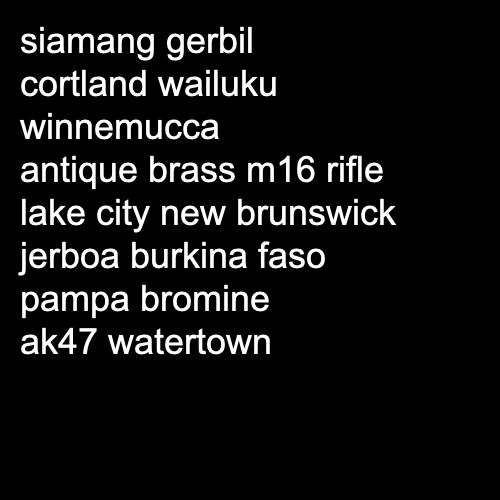 siamang gerbil
cortland wailuku
winnemucca
antique brass m16 rifle
lake city new brunswick
jerboa burkina faso
pampa bromine
ak47 watertown